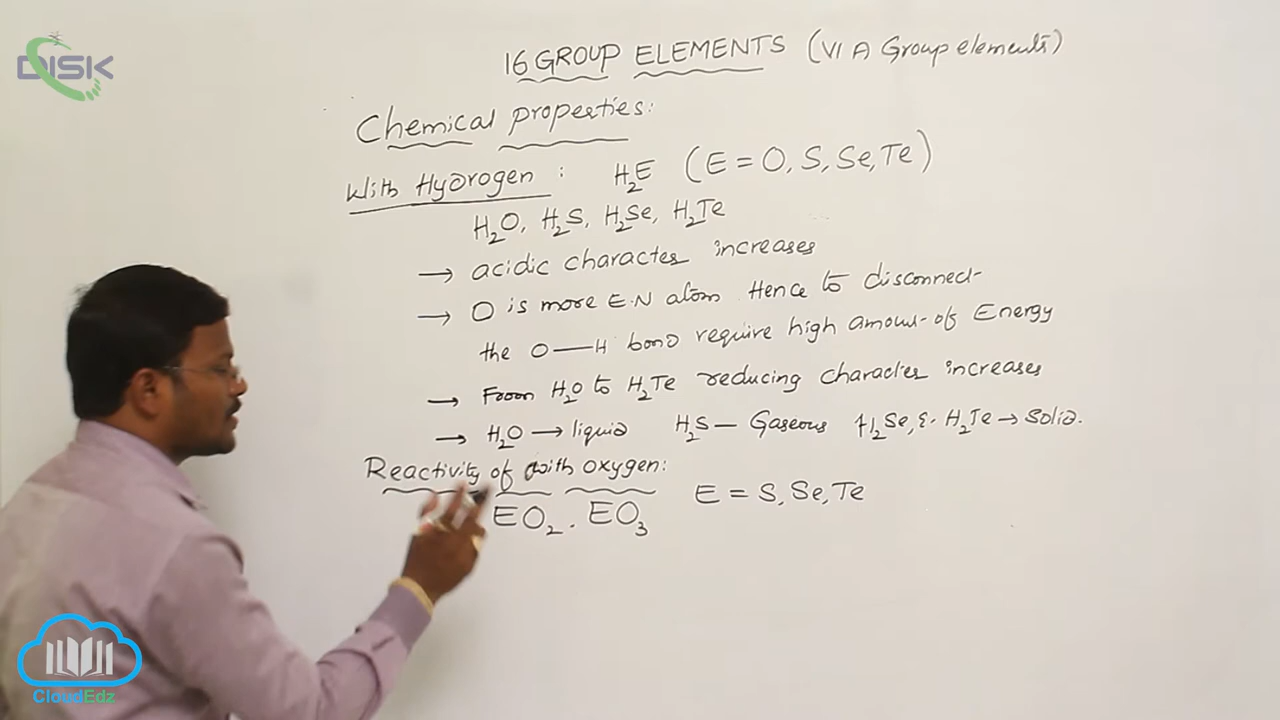 DISK
16 GROUP ELEMENTS (VI A Group elements)
Chemical properties:
With Hydrogen : H2E (E = O, S, Se, Te)
H2O, H2S, H2Se, H2Te
→ acidic character increases
→ O is more E.N atom Hence to disconnect
the O—H bond require high amount of Energy
→ From H2O to H2Te reducing character increases
→ H2O → liquid H2S — Gaseous H2Se, & H2Te → Solid.
Reactivity of with oxygen:
EO2, EO3 E = S, Se, Te
CloudEdz